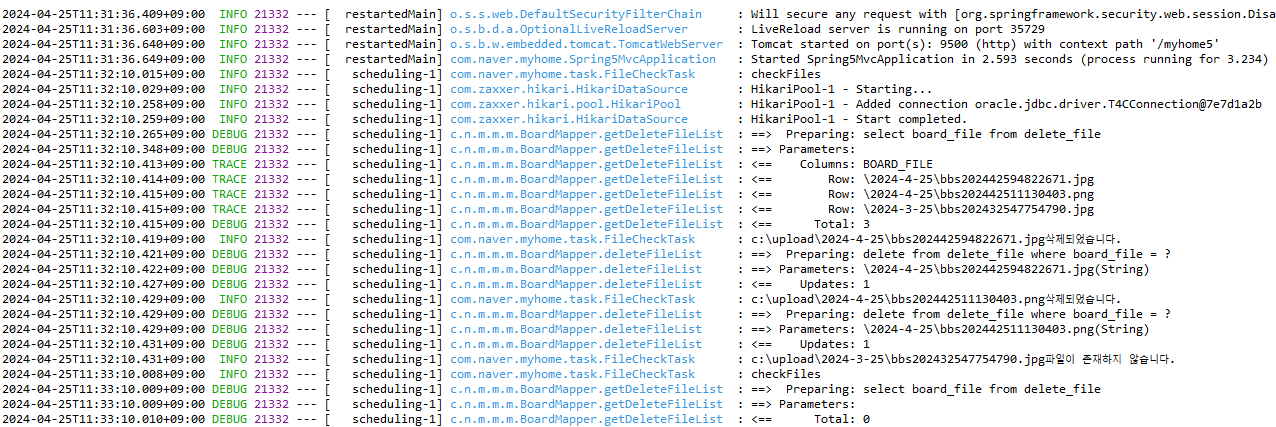 2024-04-25T11:31:36.409+09:00  INFO 21332 --- [  restartedMain] o.s.s.web.DefaultSecurityFilterChain     : Will secure any request with [org.springframework.security.web.session.Disa
2024-04-25T11:31:36.603+09:00  INFO 21332 --- [  restartedMain] o.s.b.d.a.OptionalLiveReloadServer       : LiveReload server is running on port 35729
2024-04-25T11:31:36.640+09:00  INFO 21332 --- [  restartedMain] o.s.b.w.embedded.tomcat.TomcatWebServer  : Tomcat started on port(s): 9500 (http) with context path '/myhome5'
2024-04-25T11:31:36.649+09:00  INFO 21332 --- [  restartedMain] com.naver.myhome.Spring5MvcApplication   : Started Spring5MvcApplication in 2.593 seconds (process running for 3.234)
2024-04-25T11:32:10.015+09:00  INFO 21332 --- [   scheduling-1] com.naver.myhome.task.FileCheckTask      : checkFiles
2024-04-25T11:32:10.029+09:00  INFO 21332 --- [   scheduling-1] com.zaxxer.hikari.HikariDataSource       : HikariPool-1 - Starting...
2024-04-25T11:32:10.258+09:00  INFO 21332 --- [   scheduling-1] com.zaxxer.hikari.pool.HikariPool        : HikariPool-1 - Added connection oracle.jdbc.driver.T4CConnection@7e7d1a2b
2024-04-25T11:32:10.259+09:00  INFO 21332 --- [   scheduling-1] com.zaxxer.hikari.HikariDataSource       : HikariPool-1 - Start completed.
2024-04-25T11:32:10.265+09:00 DEBUG 21332 --- [   scheduling-1] c.n.m.m.m.BoardMapper.getDeleteFileList  : ==>  Preparing: select board_file from delete_file
2024-04-25T11:32:10.348+09:00 DEBUG 21332 --- [   scheduling-1] c.n.m.m.m.BoardMapper.getDeleteFileList  : ==> Parameters:
2024-04-25T11:32:10.413+09:00 TRACE 21332 --- [   scheduling-1] c.n.m.m.m.BoardMapper.getDeleteFileList  : <==    Columns: BOARD_FILE
2024-04-25T11:32:10.414+09:00 TRACE 21332 --- [   scheduling-1] c.n.m.m.m.BoardMapper.getDeleteFileList  : <==        Row: \2024-4-25\bbs202442594822671.jpg
2024-04-25T11:32:10.415+09:00 TRACE 21332 --- [   scheduling-1] c.n.m.m.m.BoardMapper.getDeleteFileList  : <==        Row: \2024-4-25\bbs202442511130403.png
2024-04-25T11:32:10.415+09:00 TRACE 21332 --- [   scheduling-1] c.n.m.m.m.BoardMapper.getDeleteFileList  : <==        Row: \2024-3-25\bbs202432547754790.jpg
2024-04-25T11:32:10.415+09:00 DEBUG 21332 --- [   scheduling-1] c.n.m.m.m.BoardMapper.getDeleteFileList  : <==      Total: 3
2024-04-25T11:32:10.419+09:00  INFO 21332 --- [   scheduling-1] com.naver.myhome.task.FileCheckTask      : c:\upload\2024-4-25\bbs202442594822671.jpg삭제되었습니다.
2024-04-25T11:32:10.421+09:00 DEBUG 21332 --- [   scheduling-1] c.n.m.m.m.BoardMapper.deleteFileList     : ==>  Preparing: delete from delete_file where board_file = ?
2024-04-25T11:32:10.422+09:00 DEBUG 21332 --- [   scheduling-1] c.n.m.m.m.BoardMapper.deleteFileList     : ==> Parameters: \2024-4-25\bbs202442594822671.jpg(String)
2024-04-25T11:32:10.427+09:00 DEBUG 21332 --- [   scheduling-1] c.n.m.m.m.BoardMapper.deleteFileList     : <==    Updates: 1
2024-04-25T11:32:10.429+09:00  INFO 21332 --- [   scheduling-1] com.naver.myhome.task.FileCheckTask      : c:\upload\2024-4-25\bbs202442511130403.png삭제되었습니다.
2024-04-25T11:32:10.429+09:00 DEBUG 21332 --- [   scheduling-1] c.n.m.m.m.BoardMapper.deleteFileList     : ==>  Preparing: delete from delete_file where board_file = ?
2024-04-25T11:32:10.429+09:00 DEBUG 21332 --- [   scheduling-1] c.n.m.m.m.BoardMapper.deleteFileList     : ==> Parameters: \2024-4-25\bbs202442511130403.png(String)
2024-04-25T11:32:10.431+09:00 DEBUG 21332 --- [   scheduling-1] c.n.m.m.m.BoardMapper.deleteFileList     : <==    Updates: 1
2024-04-25T11:32:10.431+09:00  INFO 21332 --- [   scheduling-1] com.naver.myhome.task.FileCheckTask      : c:\upload\2024-3-25\bbs202432547754790.jpg파일이 존재하지 않습니다.
2024-04-25T11:33:10.008+09:00  INFO 21332 --- [   scheduling-1] com.naver.myhome.task.FileCheckTask      : checkFiles
2024-04-25T11:33:10.009+09:00 DEBUG 21332 --- [   scheduling-1] c.n.m.m.m.BoardMapper.getDeleteFileList  : ==>  Preparing: select board_file from delete_file
2024-04-25T11:33:10.009+09:00 DEBUG 21332 --- [   scheduling-1] c.n.m.m.m.BoardMapper.getDeleteFileList  : ==> Parameters:
2024-04-25T11:33:10.010+09:00 DEBUG 21332 --- [   scheduling-1] c.n.m.m.m.BoardMapper.getDeleteFileList  : <==      Total: 0